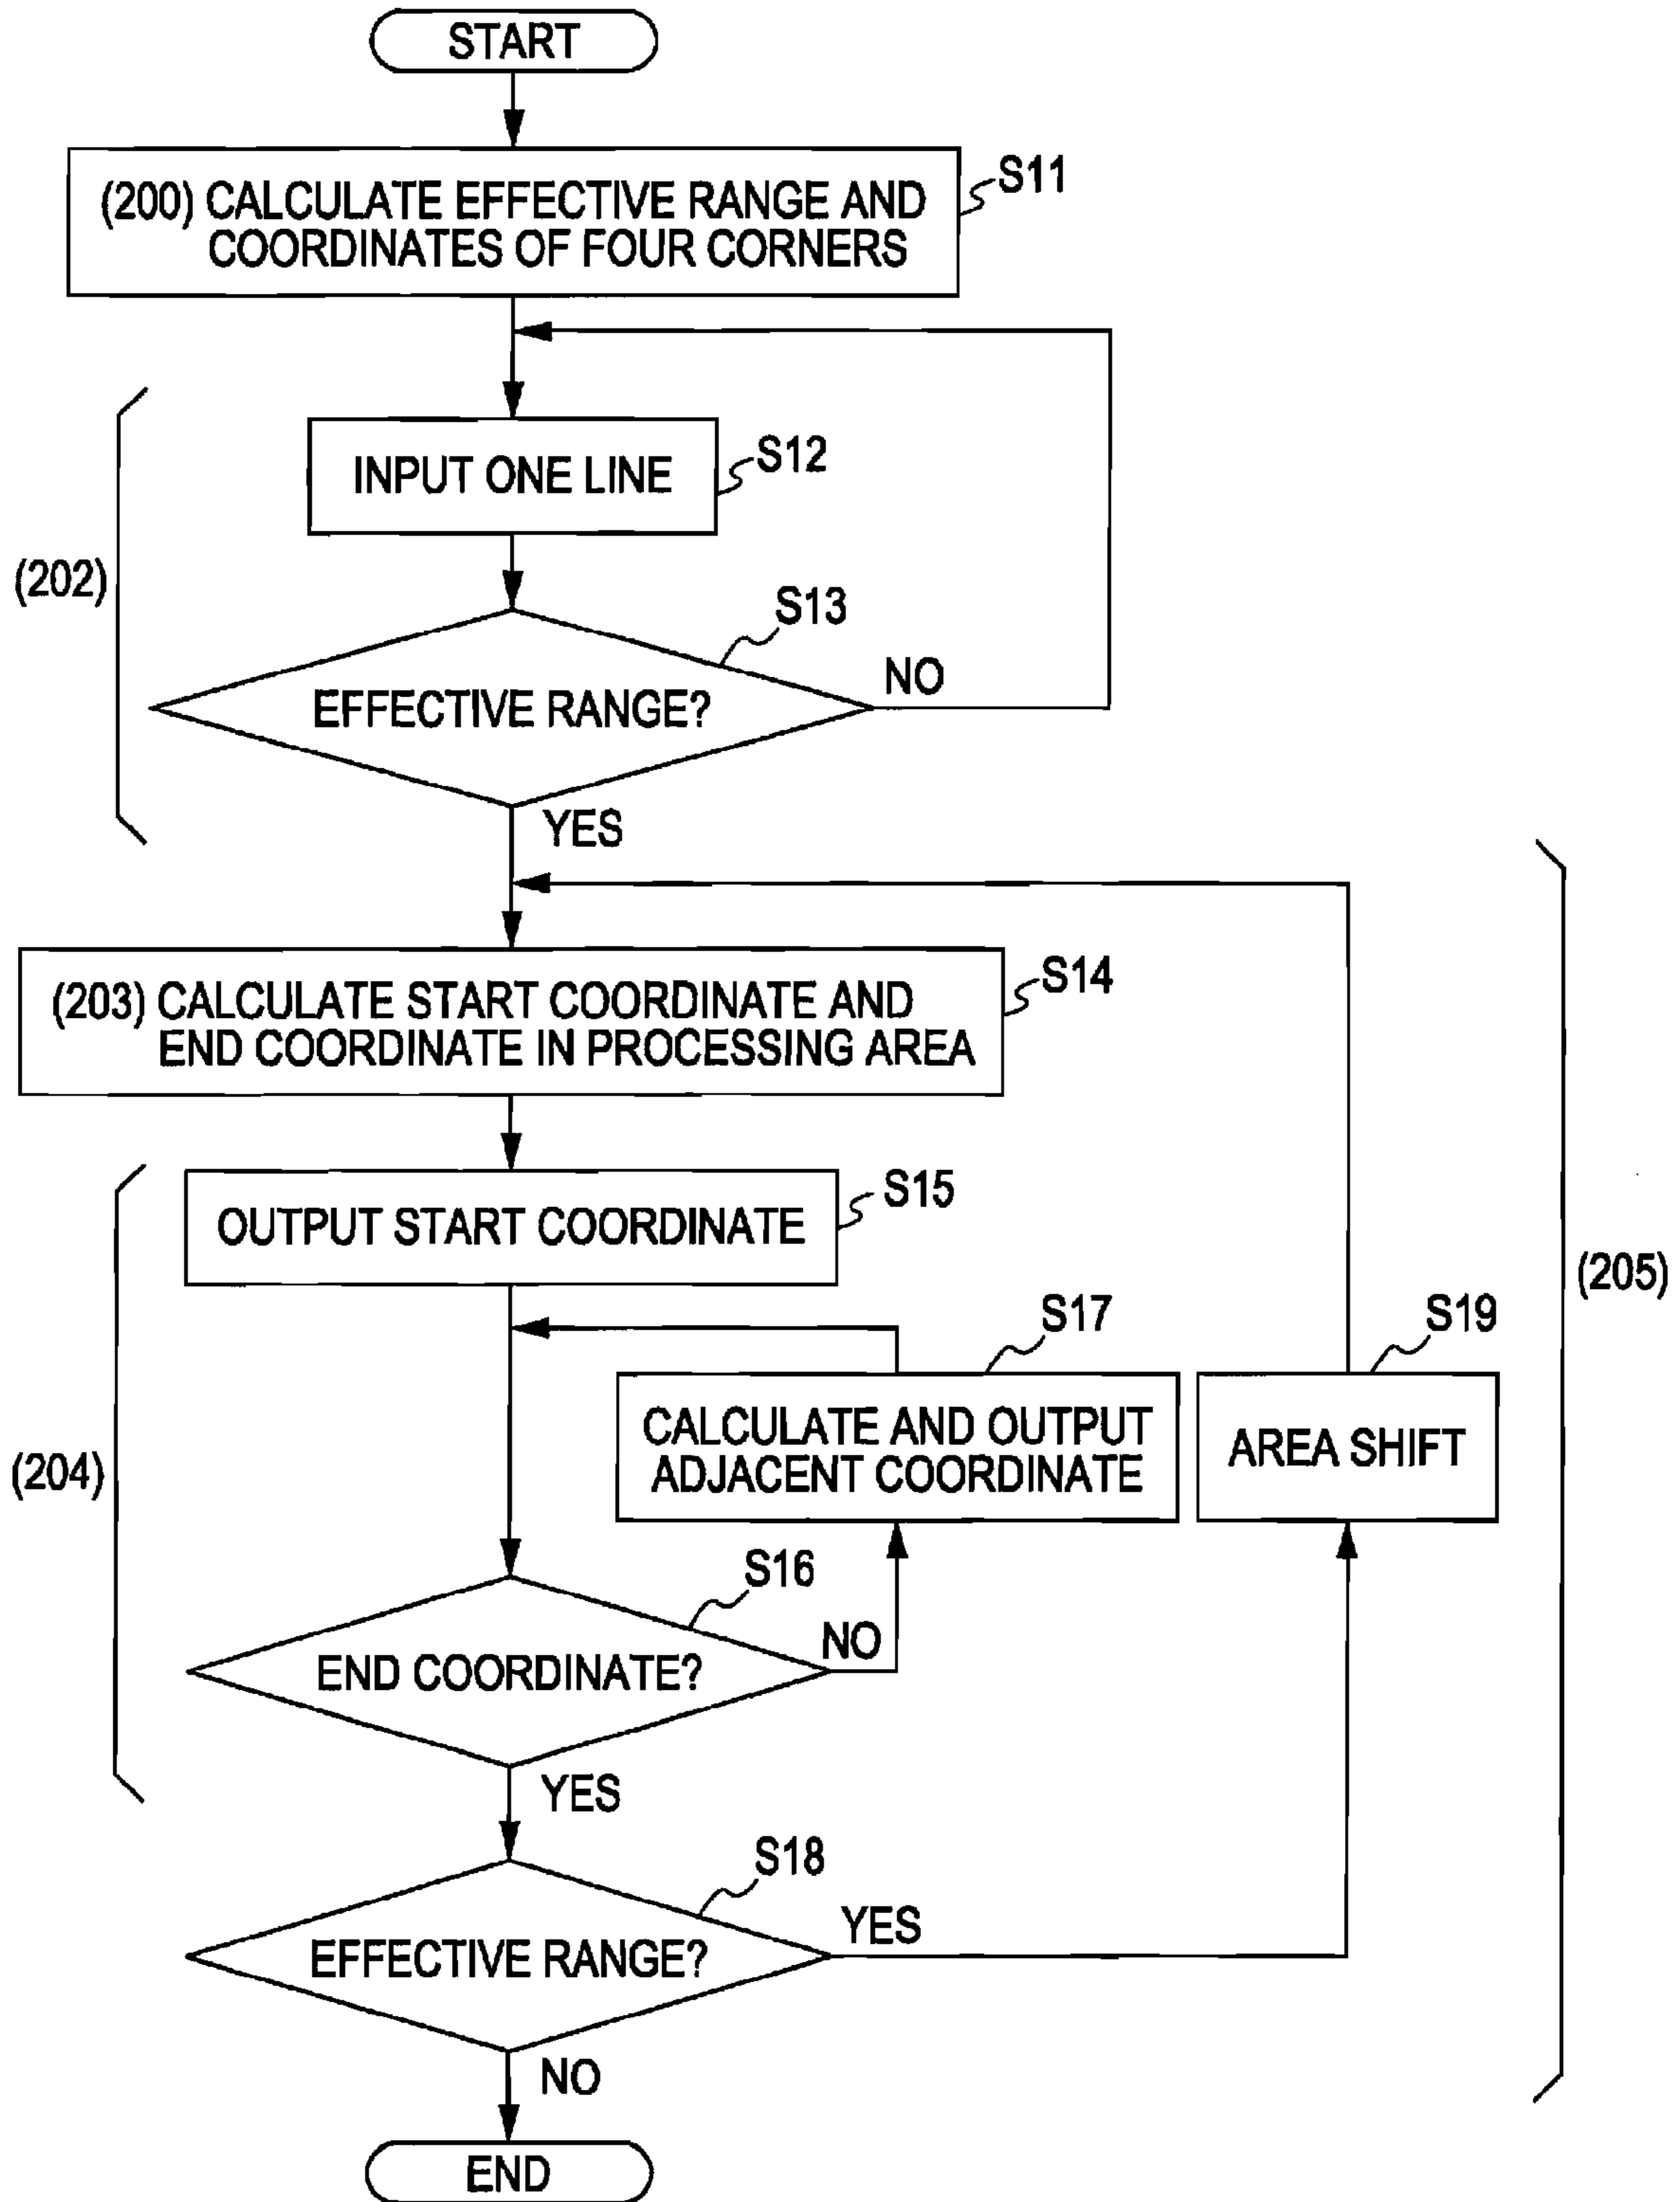 START
(200) CALCULATE EFFECTIVE RANGE AND
COORDINATES OF FOUR CORNERS
S11
INPUT ONE LINE
S12
(202)
S13
EFFECTIVE RANGE?
NO
YES
(203) CALCULATE START COORDINATE AND
END COORDINATE IN PROCESSING AREA
S14
OUTPUT START COORDINATE
S15
(205)
S17
S19
CALCULATE AND OUTPUT
ADJACENT COORDINATE
AREA SHIFT
(204)
S16
END COORDINATE?
NO
YES
S18
EFFECTIVE RANGE?
YES
NO
END